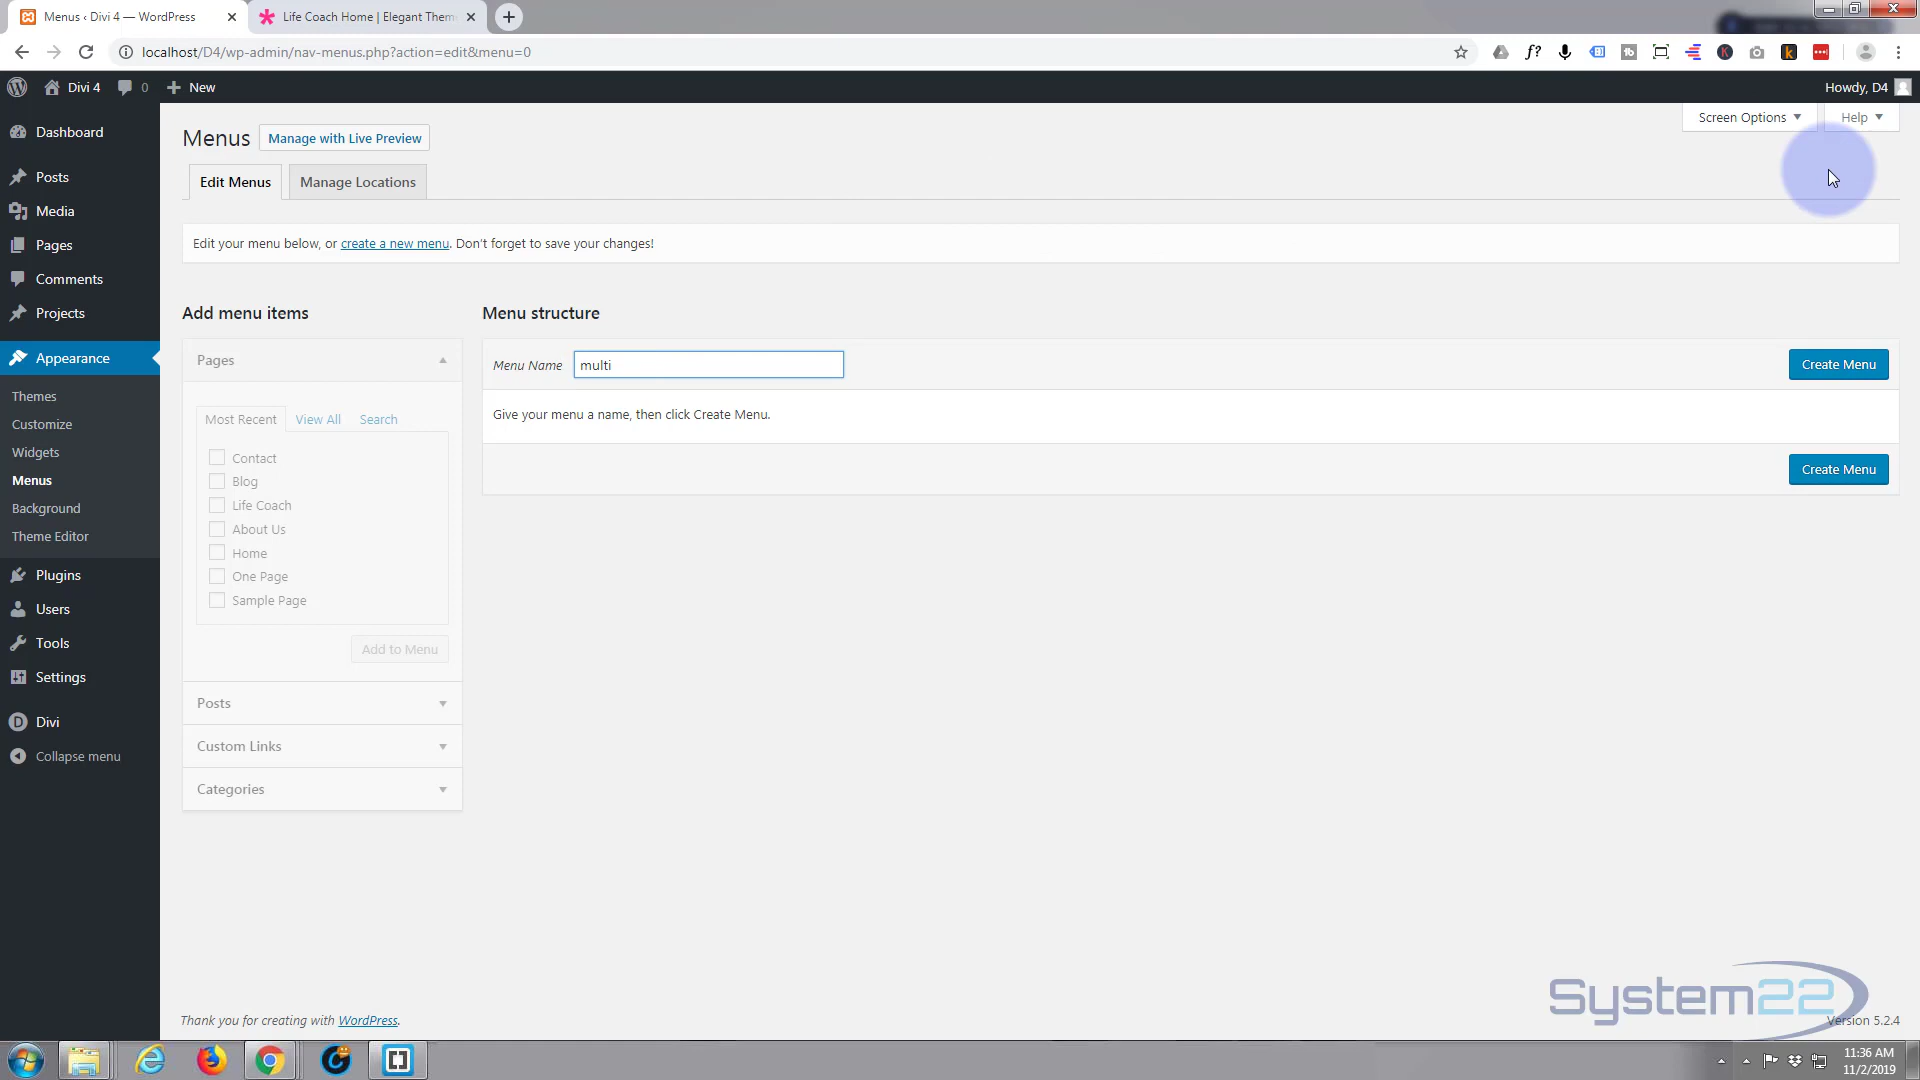 Menus ‹ Divi 4 — WordPress
Life Coach Home | Elegant Them
localhost/D4/wp-admin/nav-menus.php?action=edit&menu=0
Divi 4
0
New
Howdy, D4
Screen Options
Help
Dashboard
Posts
Media
Pages
Comments
Projects
Appearance
Themes
Customize
Widgets
Menus
Background
Theme Editor
Plugins
Users
Tools
Settings
Divi
Collapse menu
Menus
Manage with Live Preview
Edit Menus
Manage Locations
Edit your menu below, or create a new menu. Don't forget to save your changes!
Add menu items
Pages
Most Recent
View All
Search
Contact
Blog
Life Coach
About Us
Home
One Page
Sample Page
Add to Menu
Posts
Custom Links
Categories
Menu structure
Menu Name
multi
Create Menu
Give your menu a name, then click Create Menu.
Create Menu
Thank you for creating with WordPress.
System22
Version 5.2.4
11:36 AM
11/2/2019